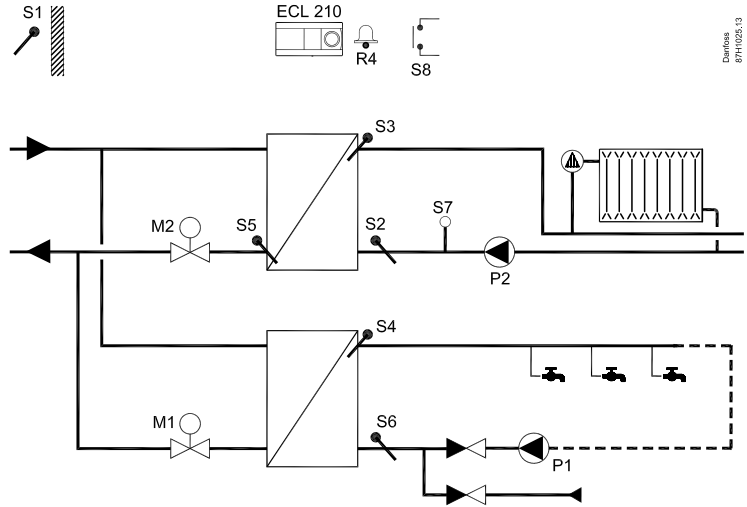 S1
ECL 210
R4
S8
Danfoss
87H1025.13
S3
M2
S5
S2
S7
P2
S4
M1
S6
P1